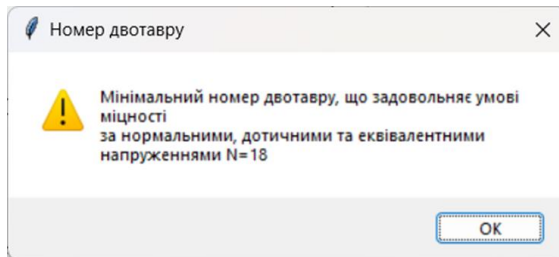 Номер двотавру
Мінімальний номер двотавру, що задовольняє умові
міцності
за нормальними, дотичними та еквівалентними
напруженнями N=18
OK